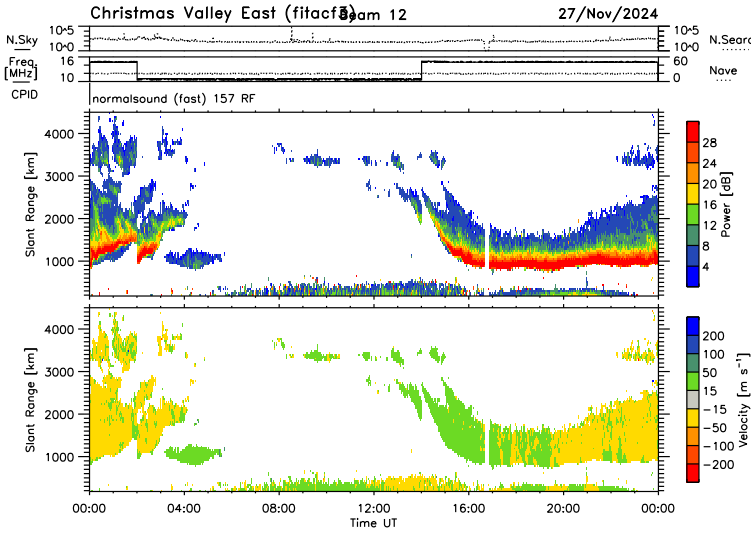 Christmas Valley East (fitacf3) Beam 12 27/Nov/2024
N.Sky 10^5 10^0 10^5 10^0 N.Searc
Freq. [MHz] 16 10 60 0 Nave
CPID normalsound (fast) 157 RF
Slant Range [km] 4000 3000 2000 1000
28 24 20 16 12 8 4 Power [dB]
Slant Range [km] 4000 3000 2000 1000
200 100 50 15 −15 −50 −100 −200 Velocity [m s⁻¹]
00:00 04:00 08:00 12:00 16:00 20:00 00:00
Time UT